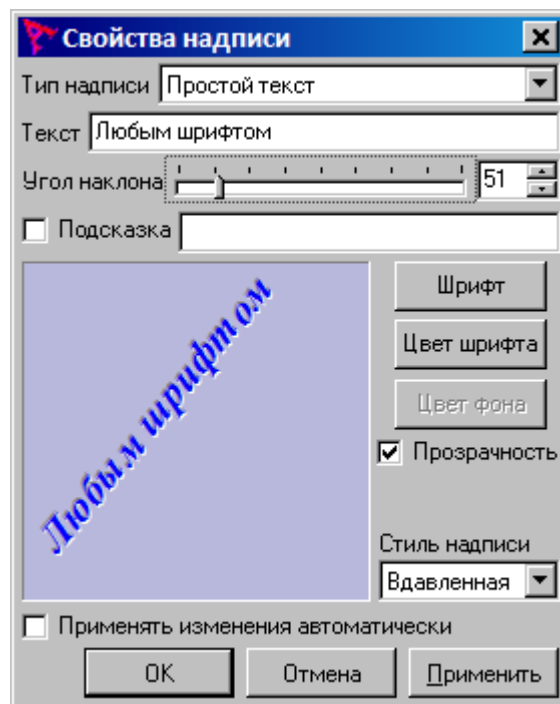 Свойства надписи
Тип надписи Простой текст
Текст Любым шрифтом
Угол наклона 51
Подсказка
Шрифт
Любым шрифтом
Цвет шрифта
Цвет фона
Прозрачность
Стиль надписи
Вдавленная
Применять изменения автоматически
OK Отмена Применить